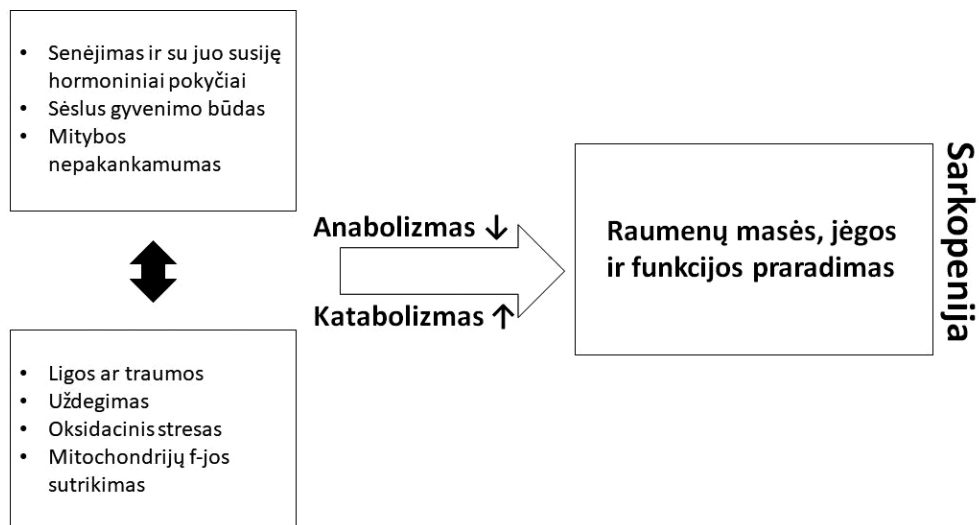 • Senėjimas ir su juo susiję
hormoniniai pokyčiai
• Sėslus gyvenimo būdas
• Mitybos
nepakankamumas
• Ligos ar traumos
• Uždegimas
• Oksidacinis stresas
• Mitochondrijų f-jos
sutrikimas
Anabolizmas ↓
Katabolizmas ↑
Raumenų masės, jėgos
ir funkcijos praradimas
Sarkopenija